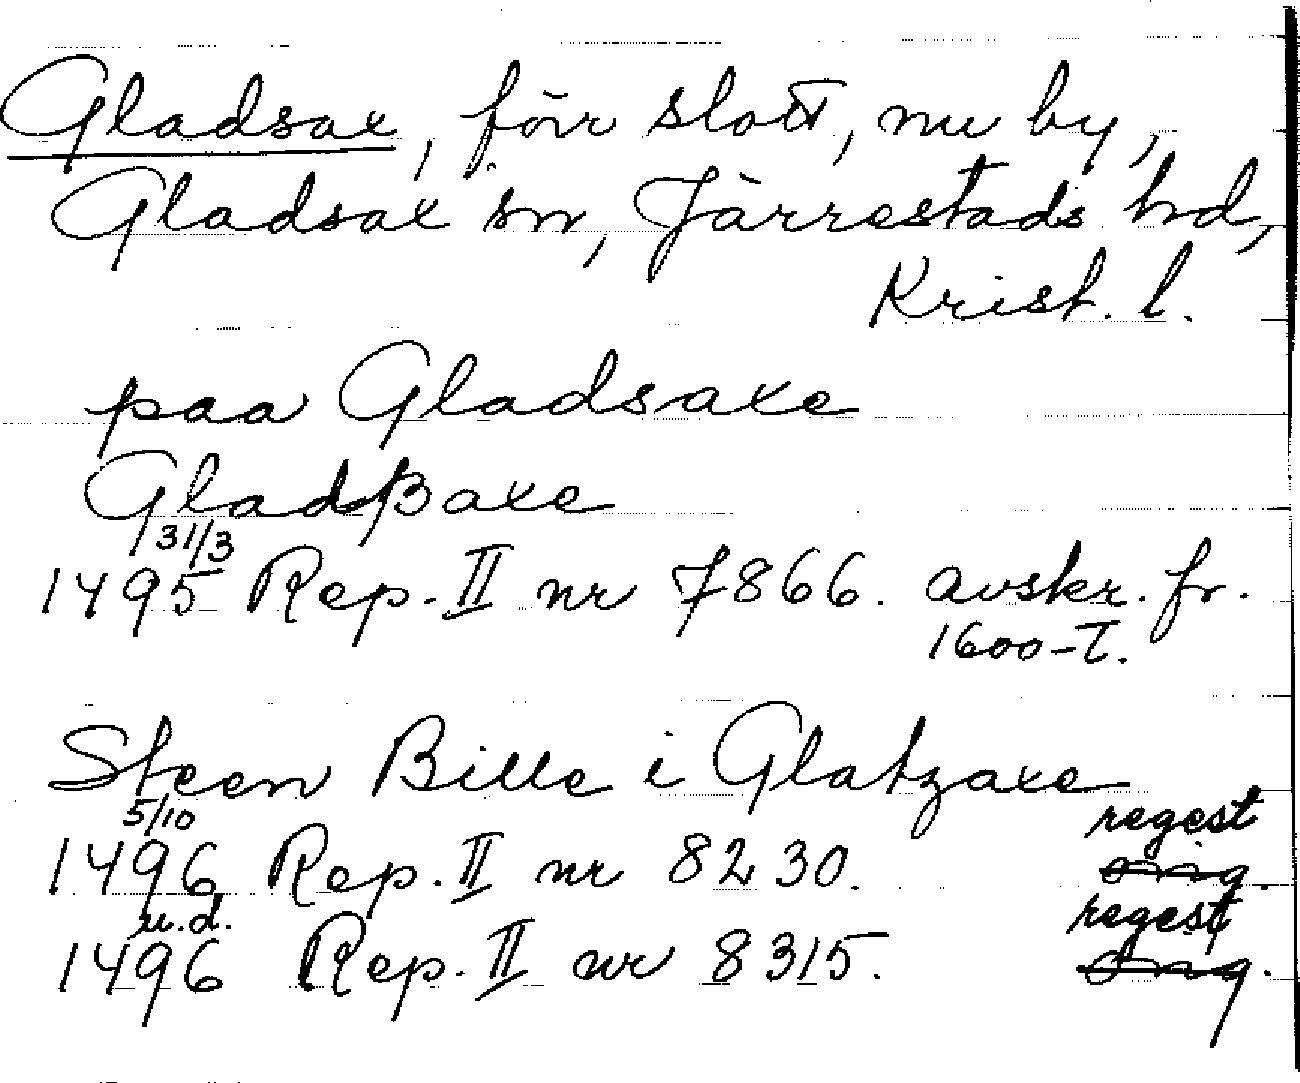 Gladsax, förr slott, nu by,
Gladsax sn, Järrestads hd,
Krist. l.
paa Gladsaxe
Gladßaxe
31/3
1495 Rep. II nr 7866. avskr. fr.
1600-T.
Steen Bille i Glatzaxe
5/10
regest
1496 Rep. II nr 8230. orig.
u.d.
regest
1496 Rep. II nr 8315. orig.